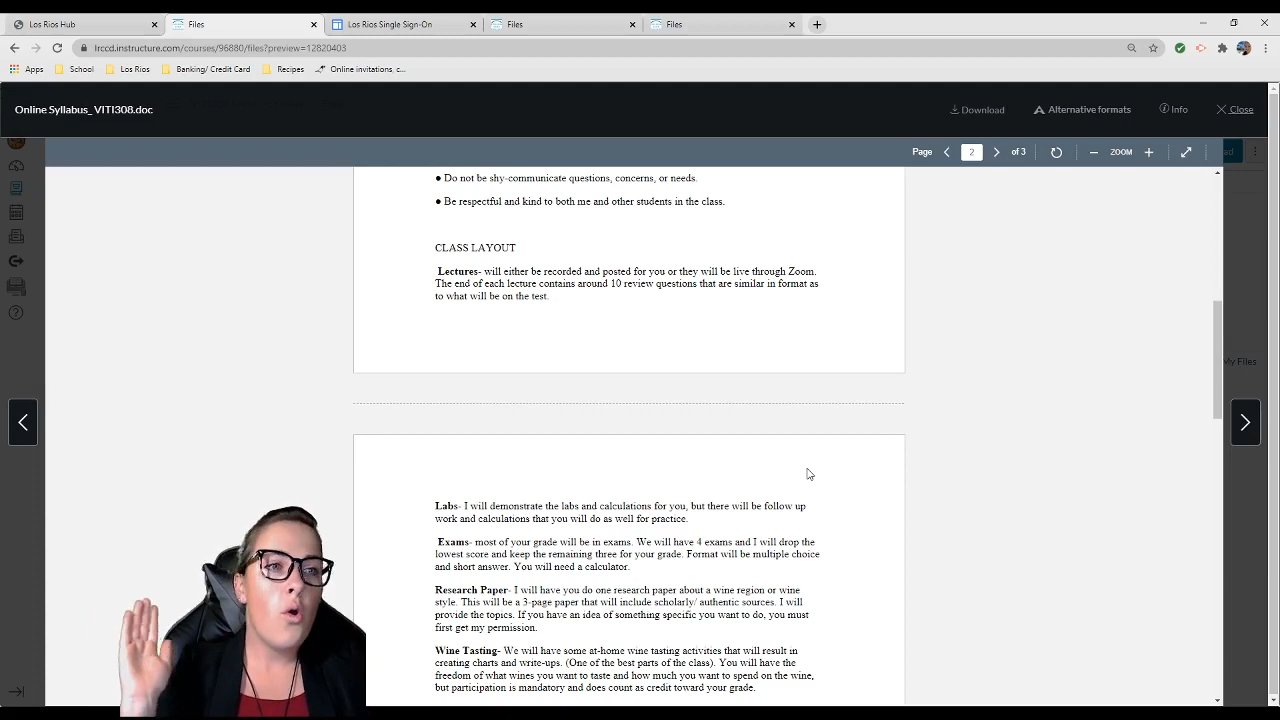 Los Rios Hub
Files
Los Rios Single Sign-On
Files
Files
lrccd.instructure.com/courses/96880/files?preview=12820403
Apps
School
Los Rios
Banking/ Credit Card
Recipes
Online invitations, c...
Online Syllabus_ VITI308.doc
Download
Alternative formats
Info
Close
Page
2
of 3
ZOOM
● Do not be shy-communicate questions, concerns, or needs.
● Be respectful and kind to both me and other students in the class.
CLASS LAYOUT
Lectures- will either be recorded and posted for you or they will be live through Zoom.
The end of each lecture contains around 10 review questions that are similar in format as
to what will be on the test.
My Files
Labs- I will demonstrate the labs and calculations for you, but there will be follow up
work and calculations that you will do as well for practice.
Exams- most of your grade will be in exams. We will have 4 exams and I will drop the
lowest score and keep the remaining three for your grade. Format will be multiple choice
and short answer. You will need a calculator.
Research Paper- I will have you do one research paper about a wine region or wine
style. This will be a 3-page paper that will include scholarly/ authentic sources. I will
provide the topics. If you have an idea of something specific you want to do, you must
first get my permission.
Wine Tasting- We will have some at-home wine tasting activities that will result in
creating charts and write-ups. (One of the best parts of the class). You will have the
freedom of what wines you want to taste and how much you want to spend on the wine,
but participation is mandatory and does count as credit toward your grade.